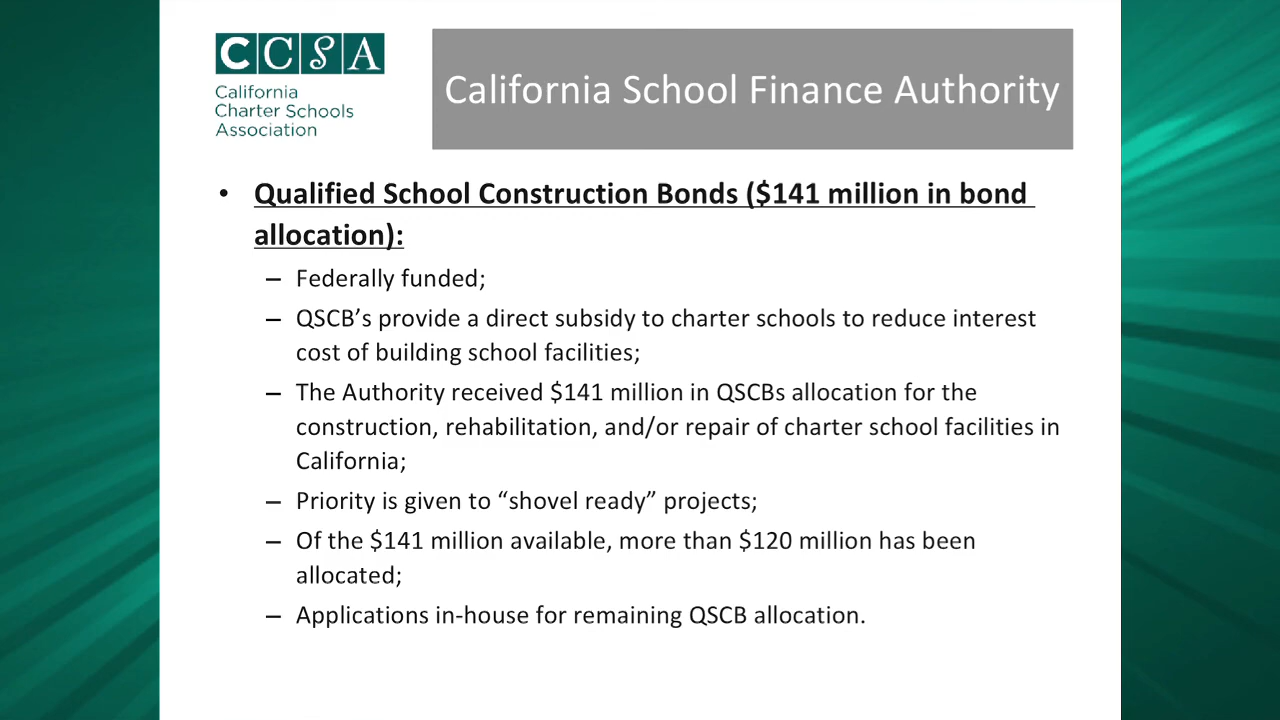 CCSA
California
Charter Schools
Association
California School Finance Authority
• Qualified School Construction Bonds ($141 million in bond
allocation):
– Federally funded;
– QSCB’s provide a direct subsidy to charter schools to reduce interest
cost of building school facilities;
– The Authority received $141 million in QSCBs allocation for the
construction, rehabilitation, and/or repair of charter school facilities in
California;
– Priority is given to “shovel ready” projects;
– Of the $141 million available, more than $120 million has been
allocated;
– Applications in-house for remaining QSCB allocation.